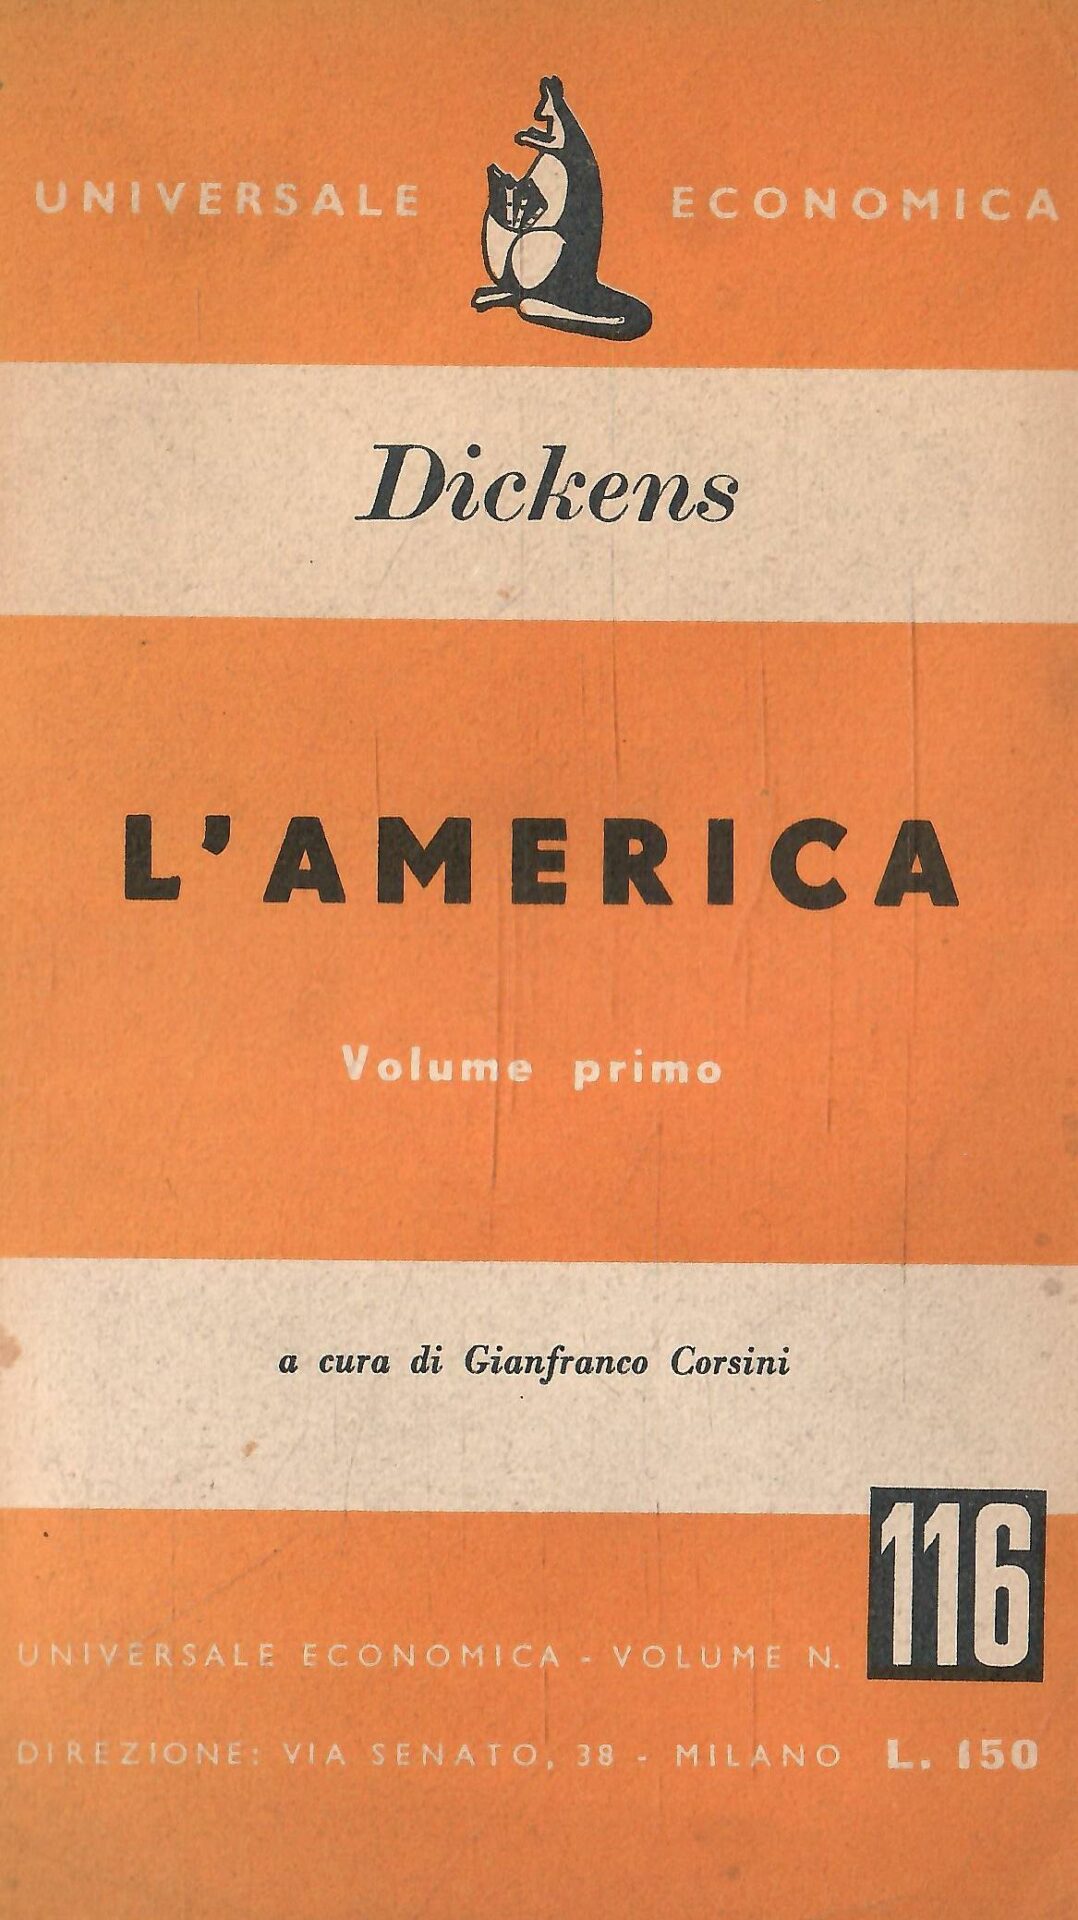 UNIVERSALE ECONOMICA
Dickens
L'AMERICA
Volume primo
a cura di Gianfranco Corsini
116
UNIVERSALE ECONOMICA - VOLUME N.
DIREZIONE: VIA SENATO, 38 - MILANO L. 150